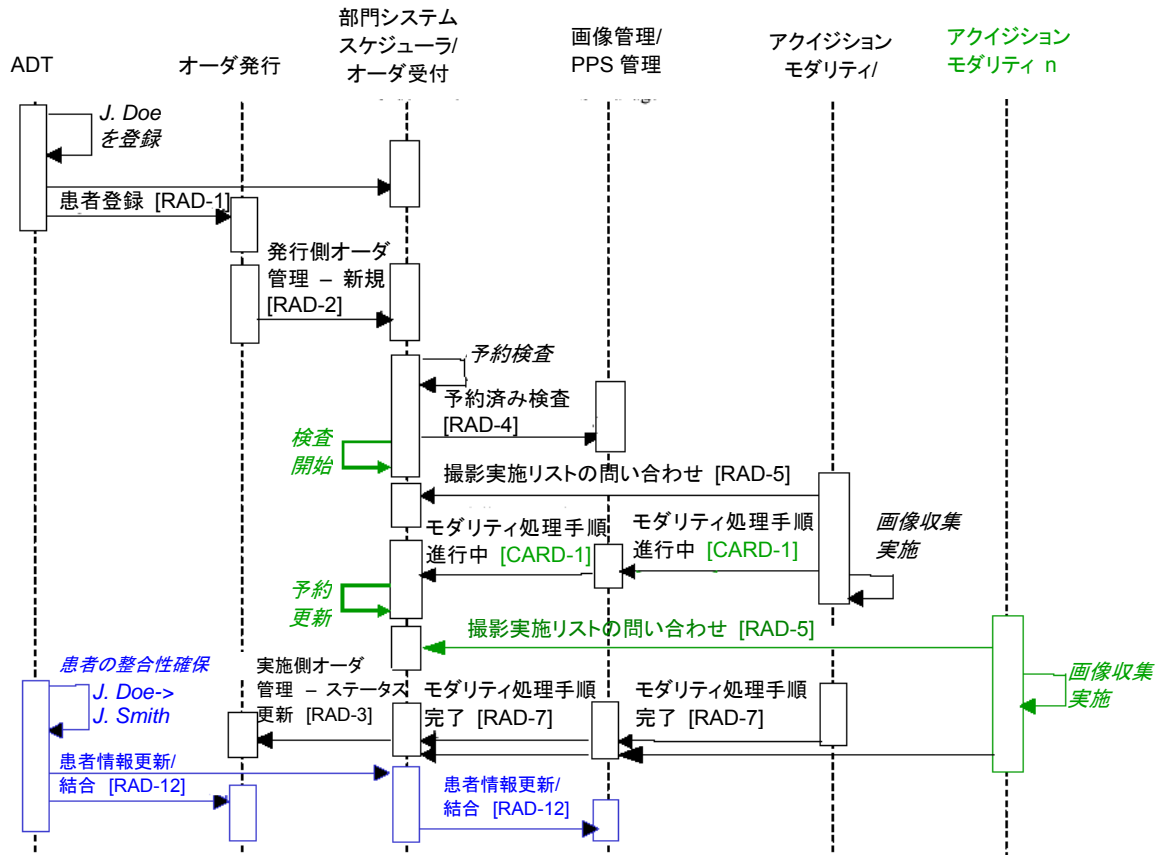 ADT
オーダ発行
部門システム
スケジューラ/
オーダ受付
画像管理/
PPS 管理
アクイジション
モダリティ/
アクイジション
モダリティ n
J. Doe
を登録
患者登録 [RAD-1]
発行側オーダ
管理 – 新規
[RAD-2]
予約検査
予約済み検査
[RAD-4]
検査
開始
撮影実施リストの問い合わせ [RAD-5]
モダリティ処理手順
進行中 [CARD-1]
モダリティ処理手順
進行中 [CARD-1]
画像収集
実施
予約
更新
撮影実施リストの問い合わせ [RAD-5]
患者の整合性確保
J. Doe->
J. Smith
実施側オーダ
管理 – ステータス
更新 [RAD-3]
モダリティ処理手順
完了 [RAD-7]
モダリティ処理手順
完了 [RAD-7]
画像収集
実施
患者情報更新/
結合 [RAD-12]
患者情報更新/
結合 [RAD-12]